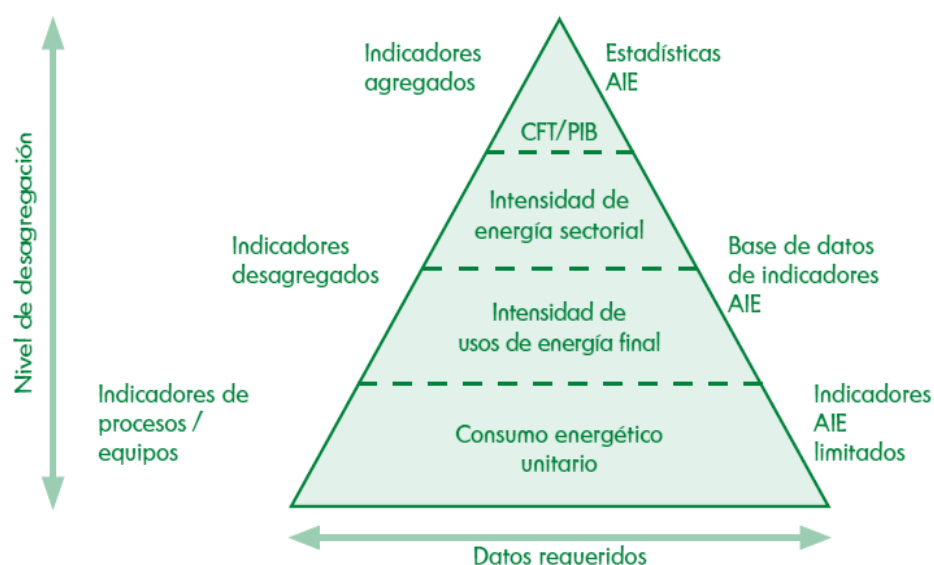 Indicadores
agregados
Estadísticas
AIE
CFT/PIB
Intensidad de
energía sectorial
Indicadores
desagregados
Base de datos
de indicadores
AIE
Nivel de desagregación
Intensidad de
usos de energía final
Indicadores de
procesos /
equipos
Indicadores
AIE
limitados
Consumo energético
unitario
Datos requeridos